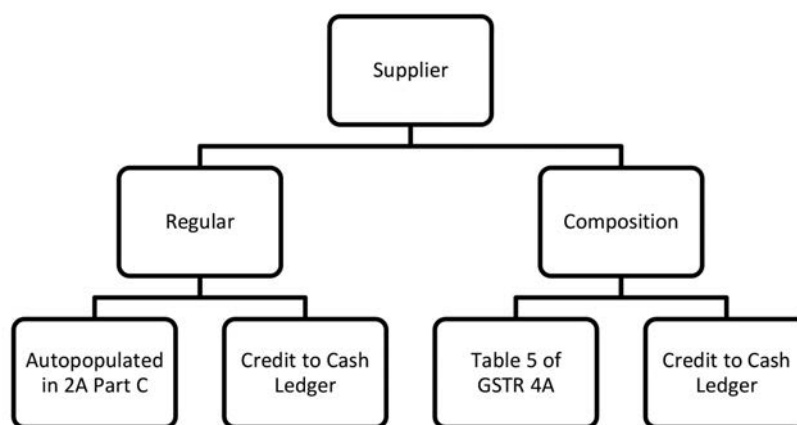 Supplier
Regular
Composition
Autopopulated
in 2A Part C
Credit to Cash
Ledger
Table 5 of
GSTR 4A
Credit to Cash
Ledger